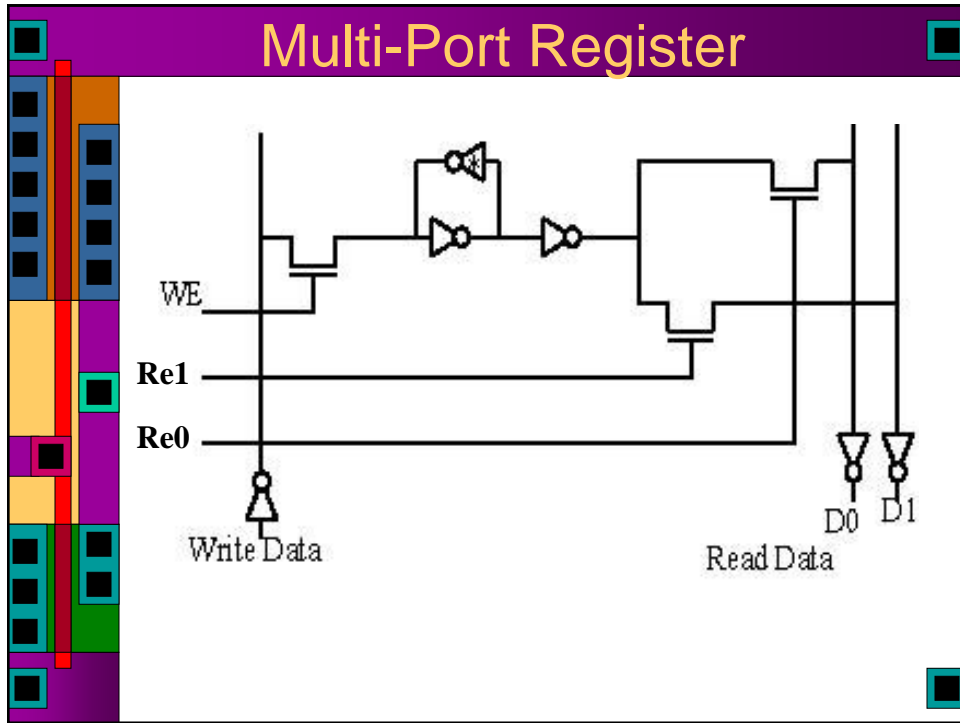 Multi-Port Register
WE
Re1
Re0
*
D0 D1
Write Data
Read Data